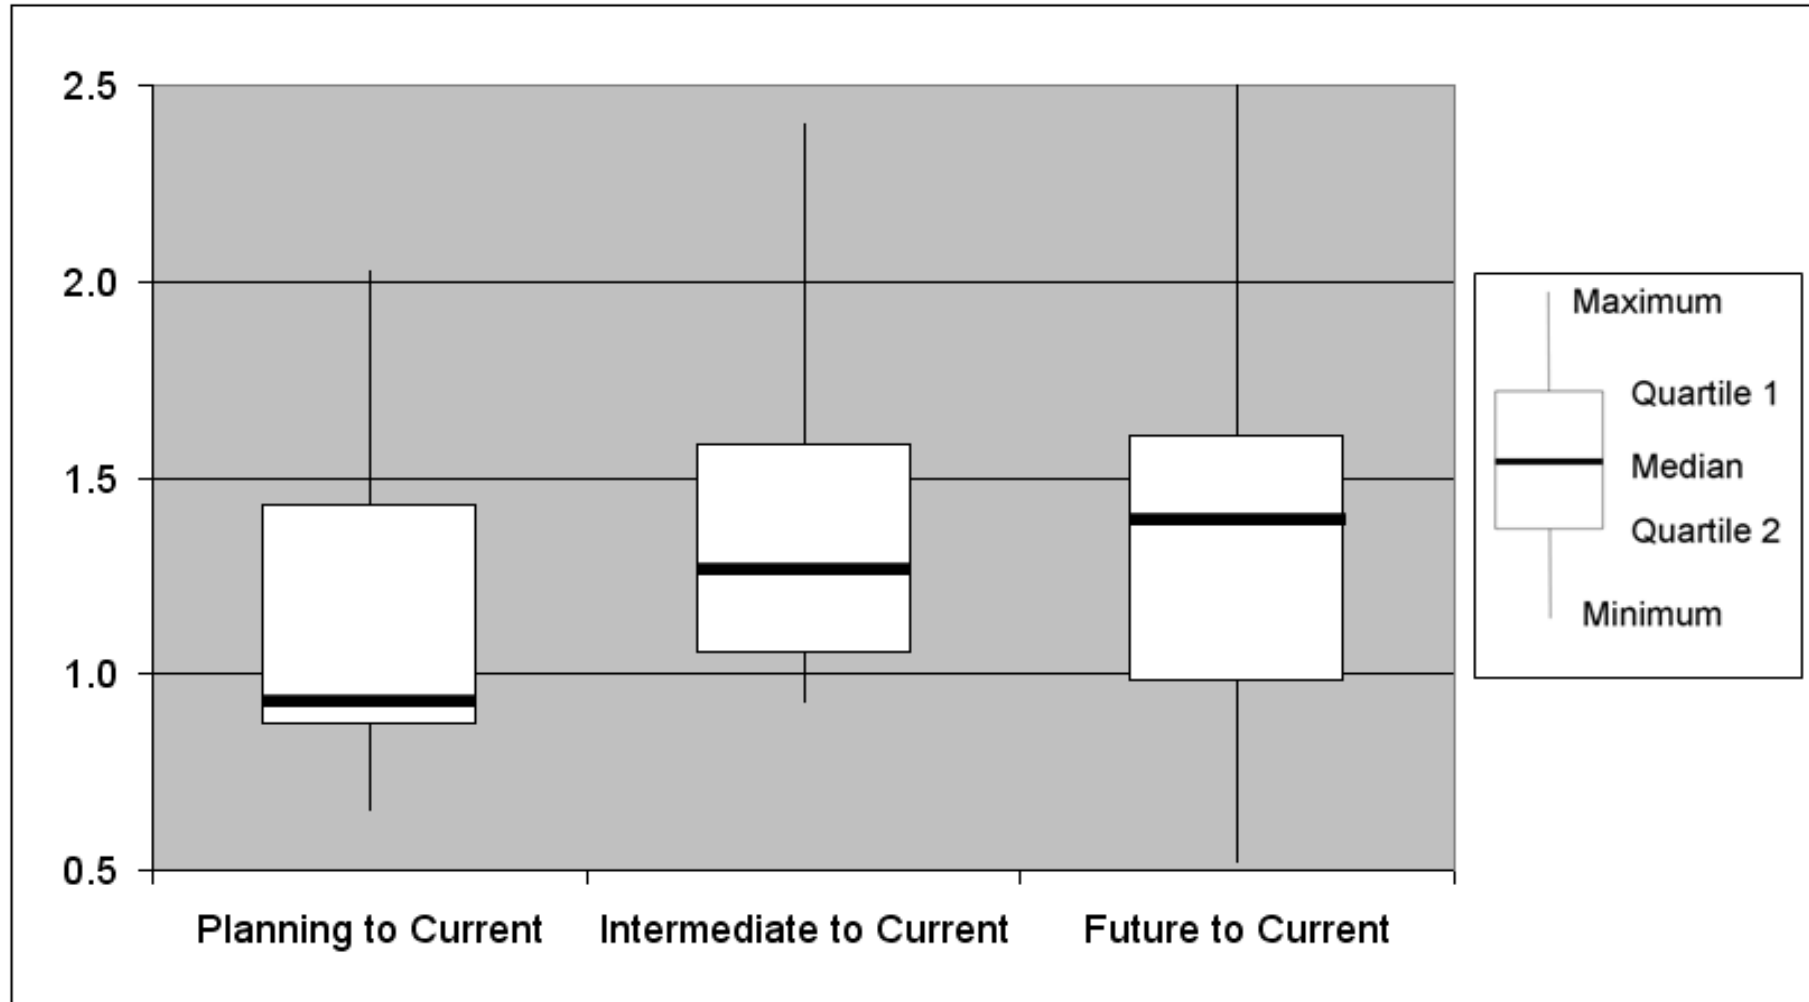 2.5
2.0
1.5
1.0
0.5
Planning to Current
Intermediate to Current
Future to Current
Maximum
Quartile 1
Median
Quartile 2
Minimum